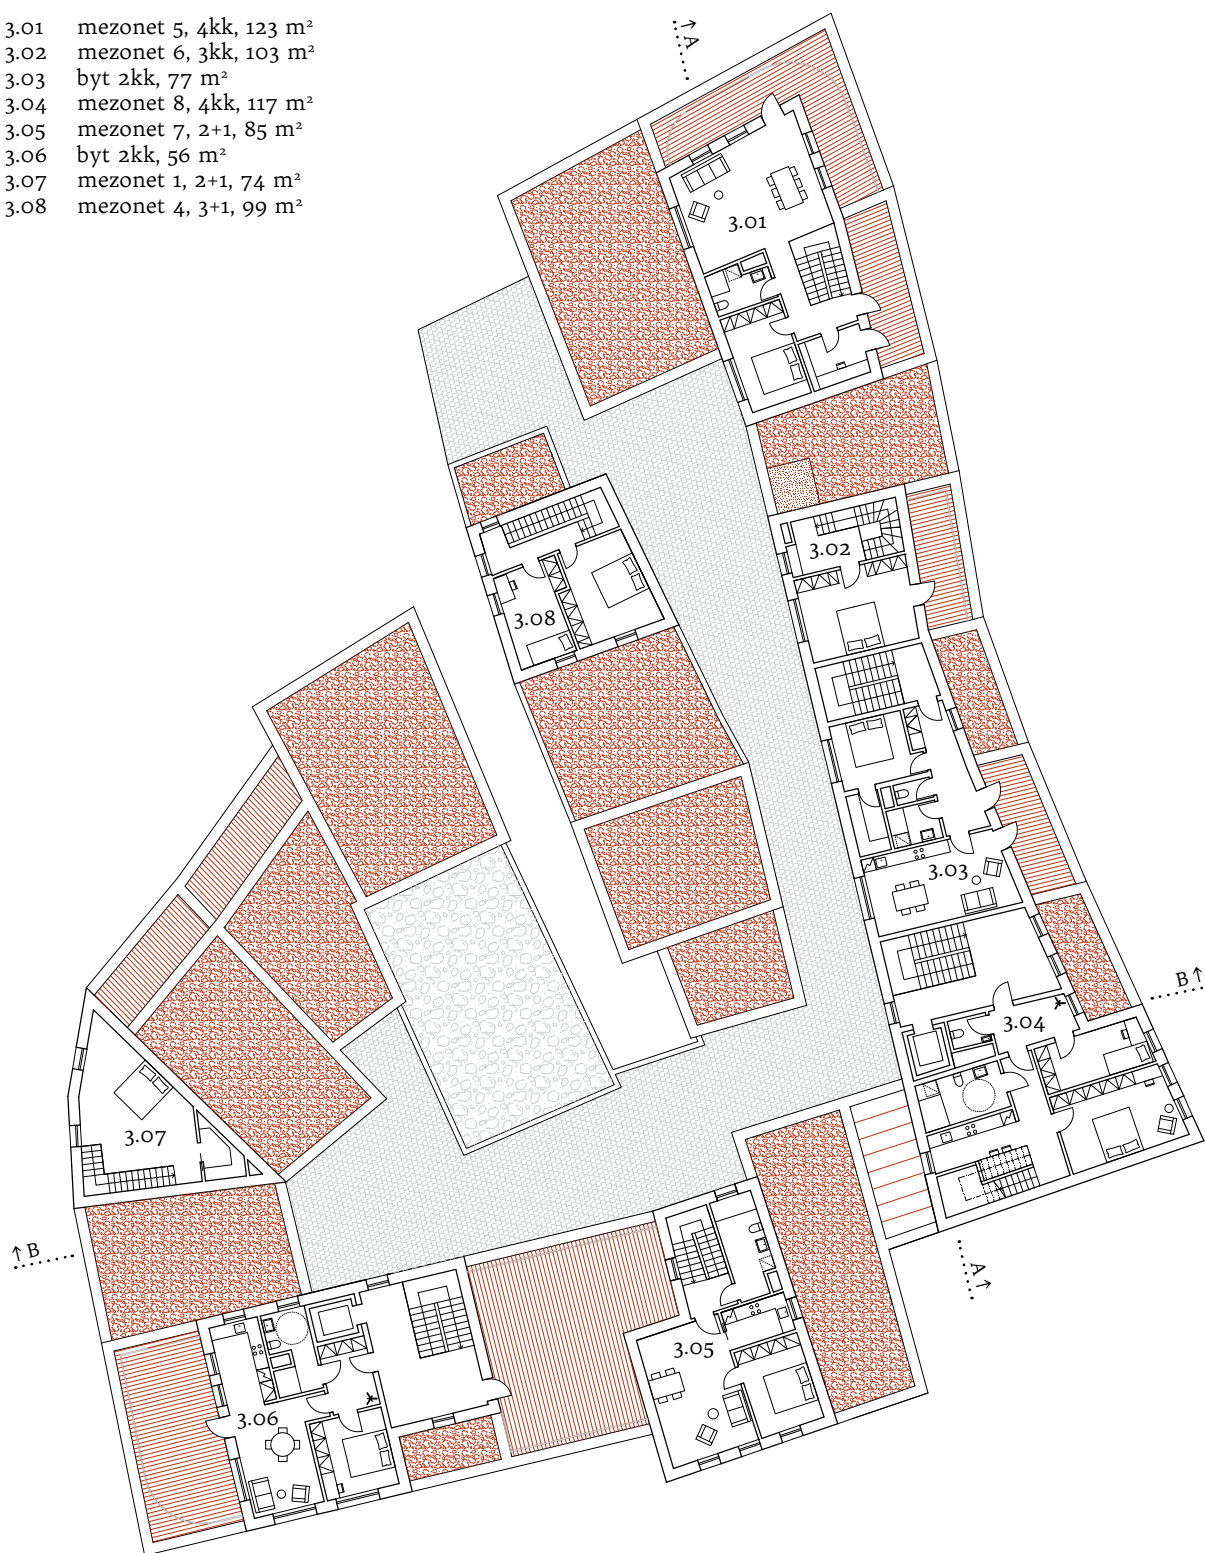 3.01 mezonet 5, 4kk, 123 m²
3.02 mezonet 6, 3kk, 103 m²
3.03 byt 2kk, 77 m²
3.04 mezonet 8, 4kk, 117 m²
3.05 mezonet 7, 2+1, 85 m²
3.06 byt 2kk, 56 m²
3.07 mezonet 1, 2+1, 74 m²
3.08 mezonet 4, 3+1, 99 m²
↑ A
3.01
3.02
3.08
3.03
B ↑
3.04
3.07
↑ B
A ↑
3.05
3.06